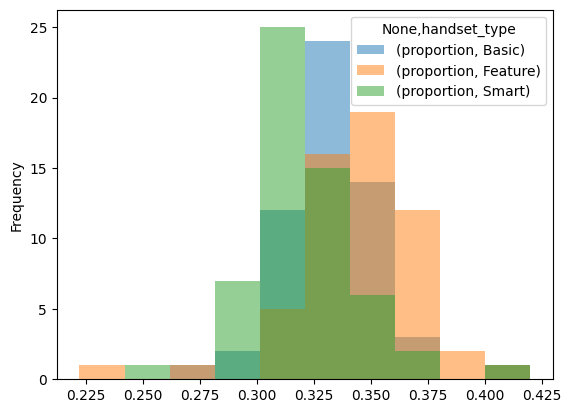 None,handset_type
(proportion, Basic)
(proportion, Feature)
(proportion, Smart)
Frequency
25
20
15
10
5
0
0.225 0.250 0.275 0.300 0.325 0.350 0.375 0.400 0.425